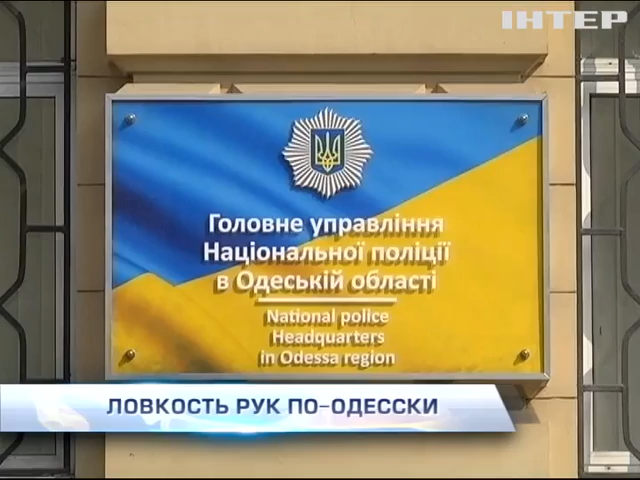 ІНТЕР
Головне управління
Національної поліції
в Одеській області
National police
Headquarters
in Odessa region
ЛОВКОСТЬ РУК ПО-ОДЕССКИ